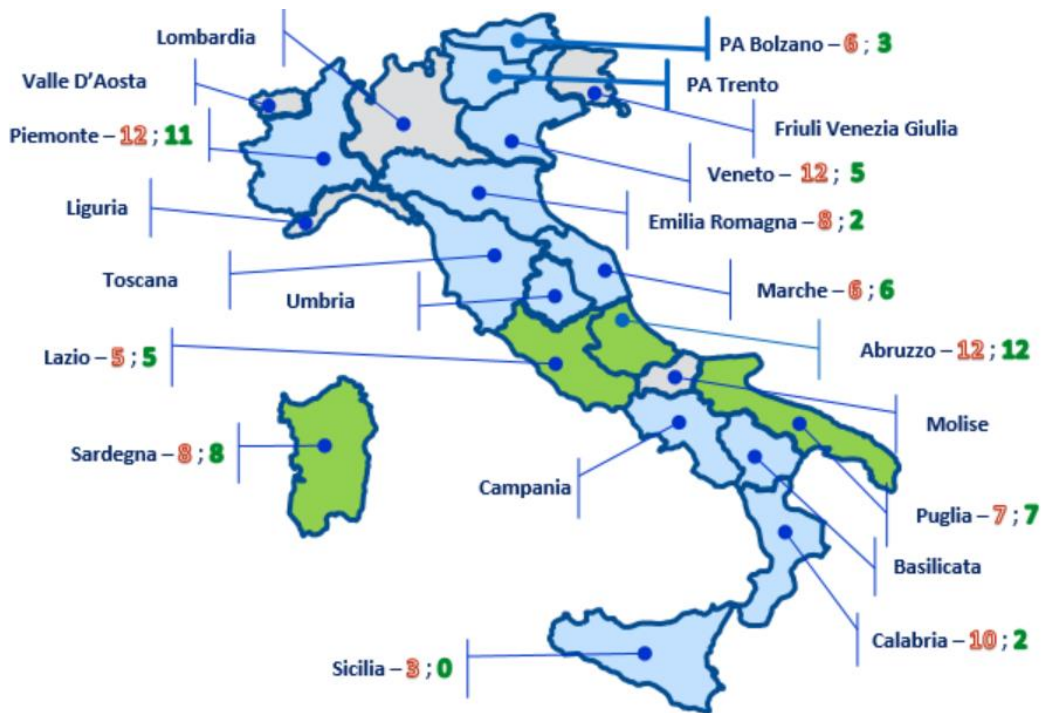 Lombardia
PA Bolzano – 6 ; 3
Valle D'Aosta
PA Trento
Piemonte – 12 ; 11
Friuli Venezia Giulia
Veneto – 12 ; 5
Liguria
Emilia Romagna – 8 ; 2
Toscana
Umbria
Marche – 6 ; 6
Lazio – 5 ; 5
Abruzzo – 12 ; 12
Molise
Sardegna – 8 ; 8
Campania
Puglia – 7 ; 7
Basilicata
Calabria – 10 ; 2
Sicilia – 3 ; 0